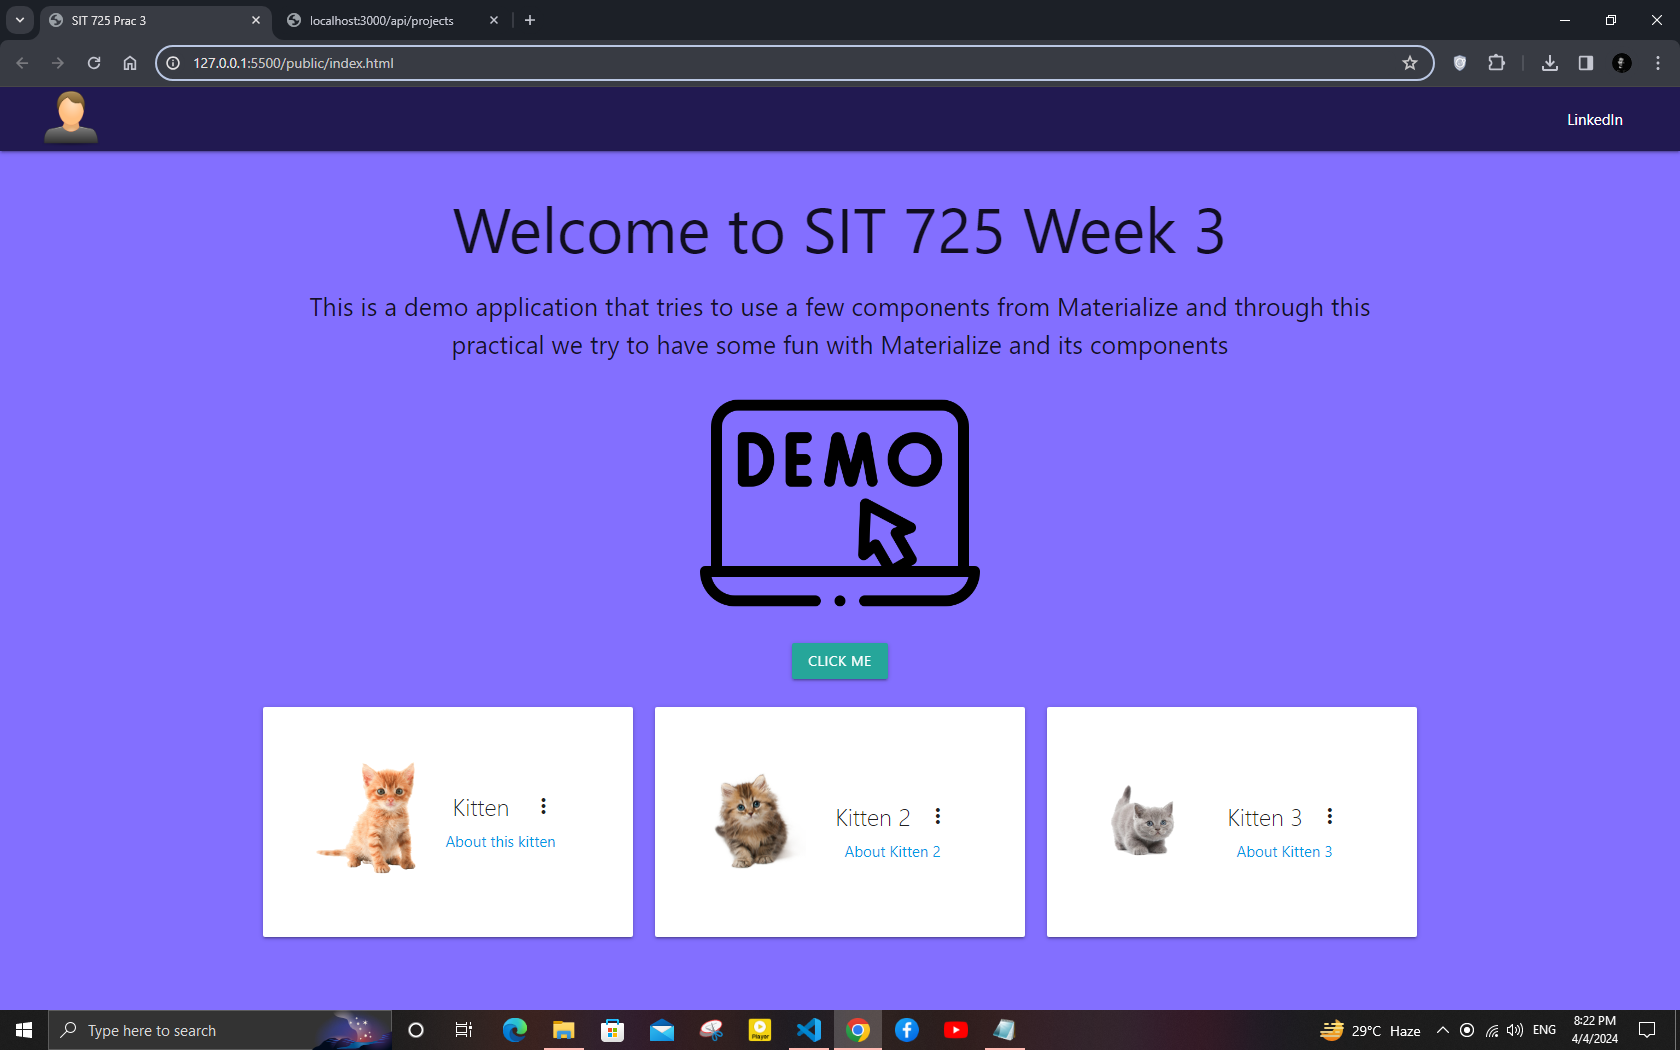 SIT 725 Prac 3
localhost:3000/api/projects
127.0.0.1:5500/public/index.html
LinkedIn
Welcome to SIT 725 Week 3
This is a demo application that tries to use a few components from Materialize and through this
practical we try to have some fun with Materialize and its components
DEMO
CLICK ME
Kitten
About this kitten
Kitten 2
About Kitten 2
Kitten 3
About Kitten 3
Type here to search
Player
29°C Haze
ENG
8:22 PM
4/4/2024